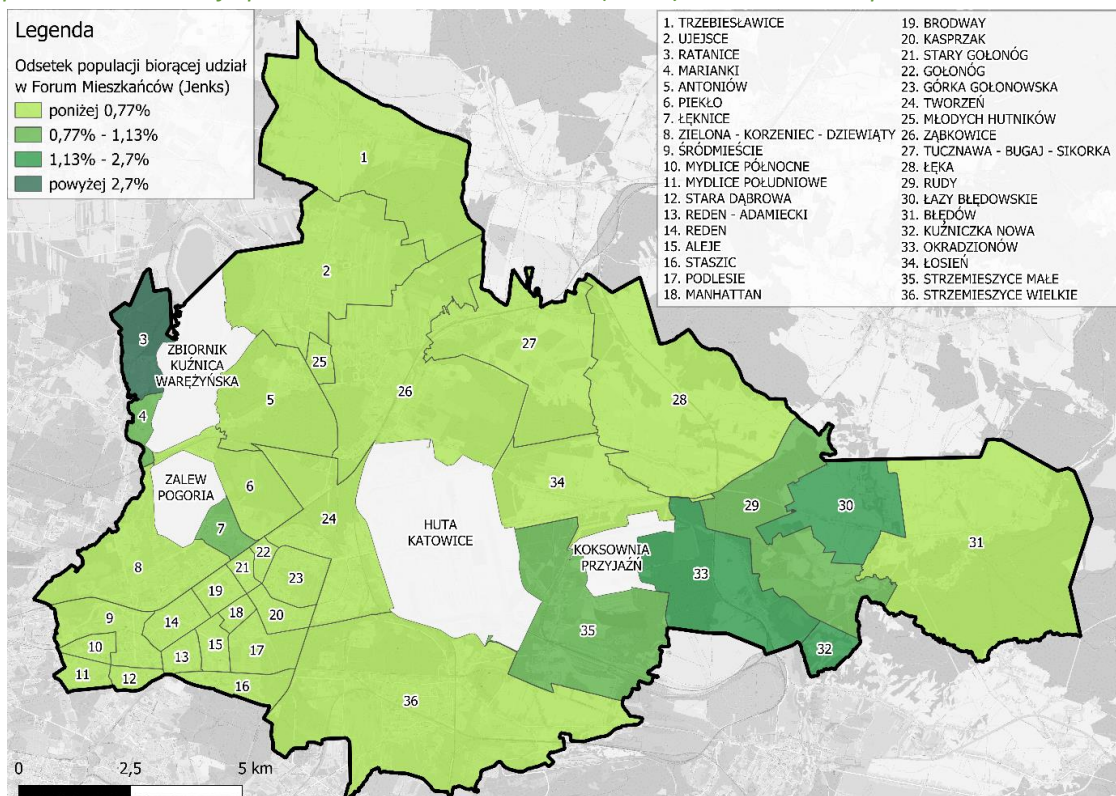 Legenda
Odsetek populacji biorącej udział
w Forum Mieszkańców (Jenks)
poniżej 0,77%
0,77% - 1,13%
1,13% - 2,7%
powyżej 2,7%
1. TRZEBIESŁAWICE
2. UJEJSCE
3. RATANICE
4. MARIANKI
5. ANTONIÓW
6. PIEKŁO
7. ŁĘKNICE
8. ZIELONA - KORZENIEC - DZIEWIĄTY
9. ŚRÓDMIEŚCIE
10. MYDLICE PÓŁNOCNE
11. MYDLICE POŁUDNIOWE
12. STARA DĄBROWA
13. REDEN - ADAMIECKI
14. REDEN
15. ALEJE
16. STASZIC
17. PODLESIE
18. MANHATTAN
19. BRODWAY
20. KASPRZAK
21. STARY GOŁONÓG
22. GOŁONÓG
23. GÓRKA GOŁONOWSKA
24. TWORZEŃ
25. MŁODYCH HUTNIKÓW
26. ZĄBKOWICE
27. TUCZNAWA - BUGAJ - SIKORKA
28. ŁĘKA
29. RUDY
30. ŁAZY BŁĘDOWSKIE
31. BŁĘDÓW
32. KUŹNICZKA NOWA
33. OKRADZIONÓW
34. ŁOSIEŃ
35. STRZEMIESZYCE MAŁE
36. STRZEMIESZYCE WIELKIE
1
2
3
ZBIORNIK
KUŹNICA
WARĘŻYŃSKA
25
27
4
5
26
28
ZALEW
POGORIA
6
34
29
30
7
24
HUTA
KATOWICE
KOKSOWNIA
PRZYJAŹŃ
31
8
22
21
23
33
19
9
14
18
20
35
10
15
17
32
13
11
12
16
36
0
2,5
5 km